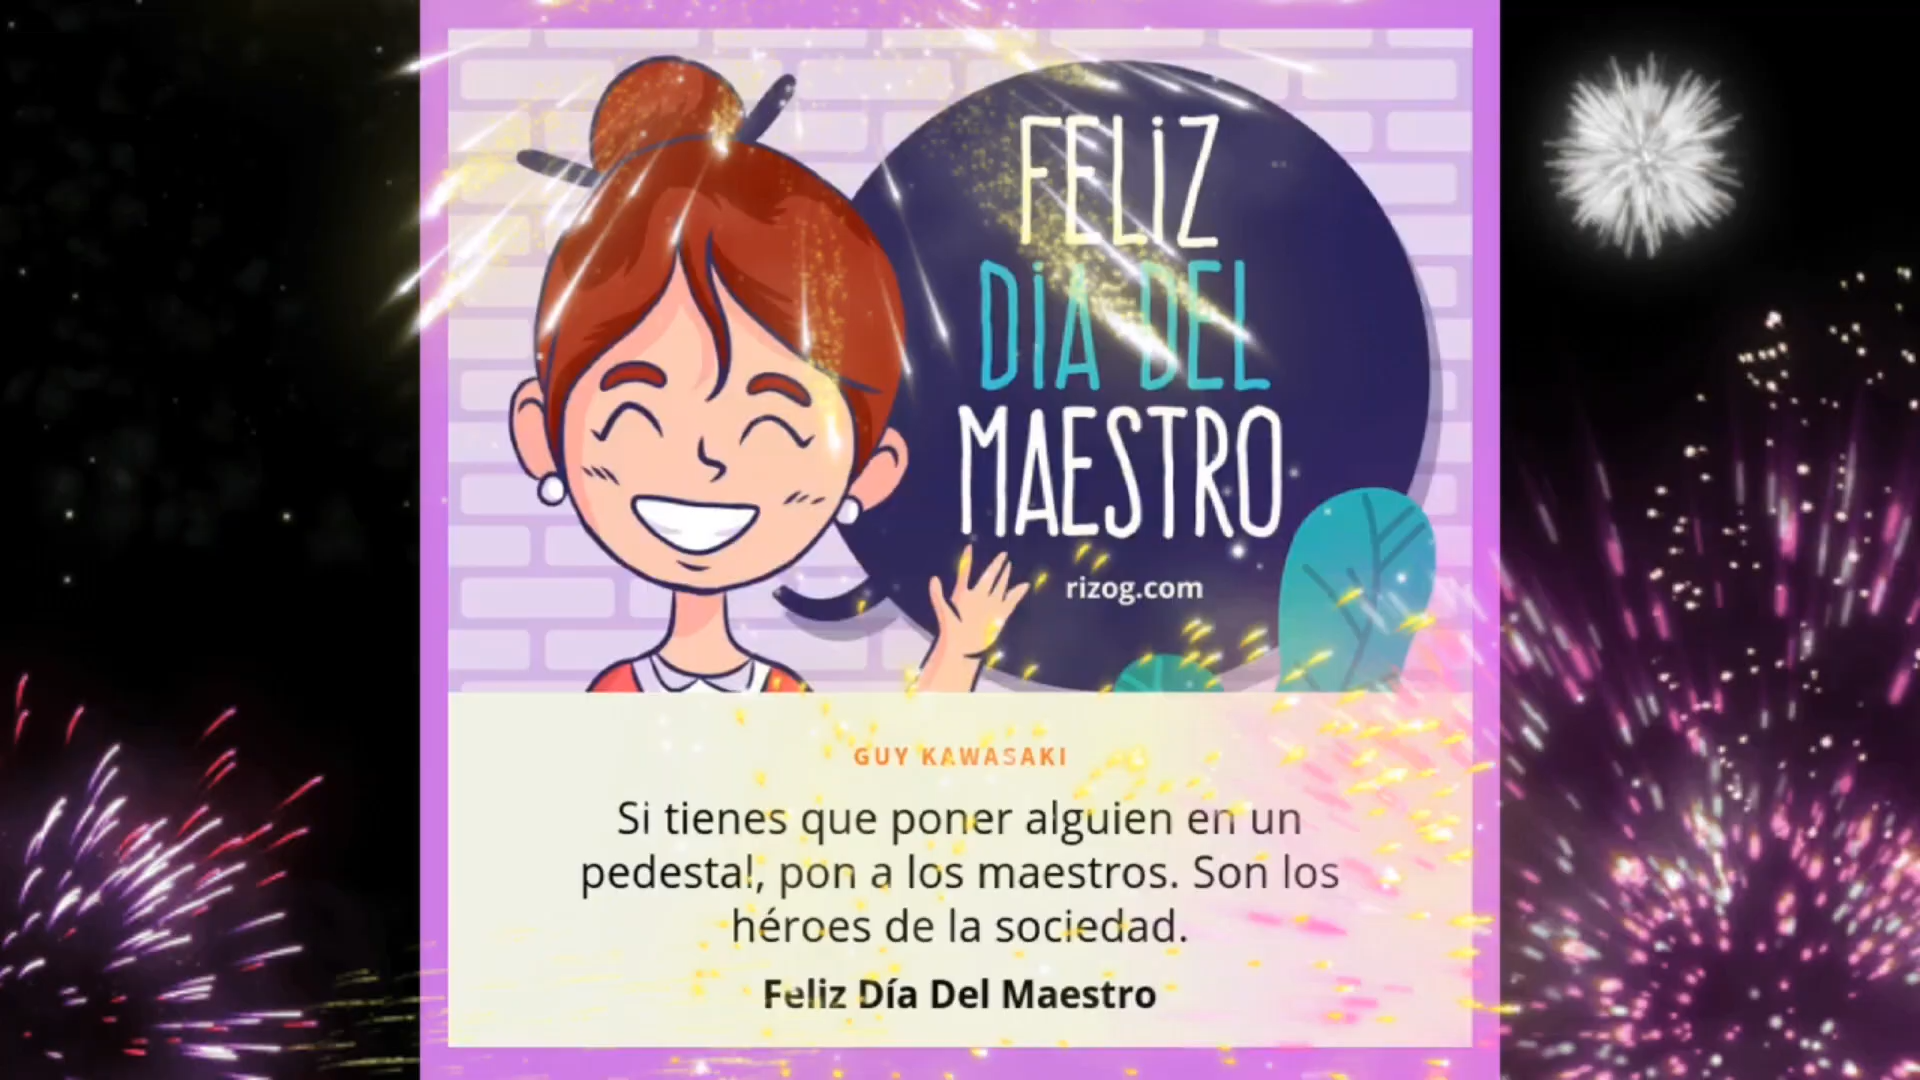 FELiZ
DiA DEL
MAESTRO
rizog.com
GUY KAWASAKI
Si tienes que poner alguien en un
pedestal, pon a los maestros. Son los
héroes de la sociedad.
Feliz Día Del Maestro